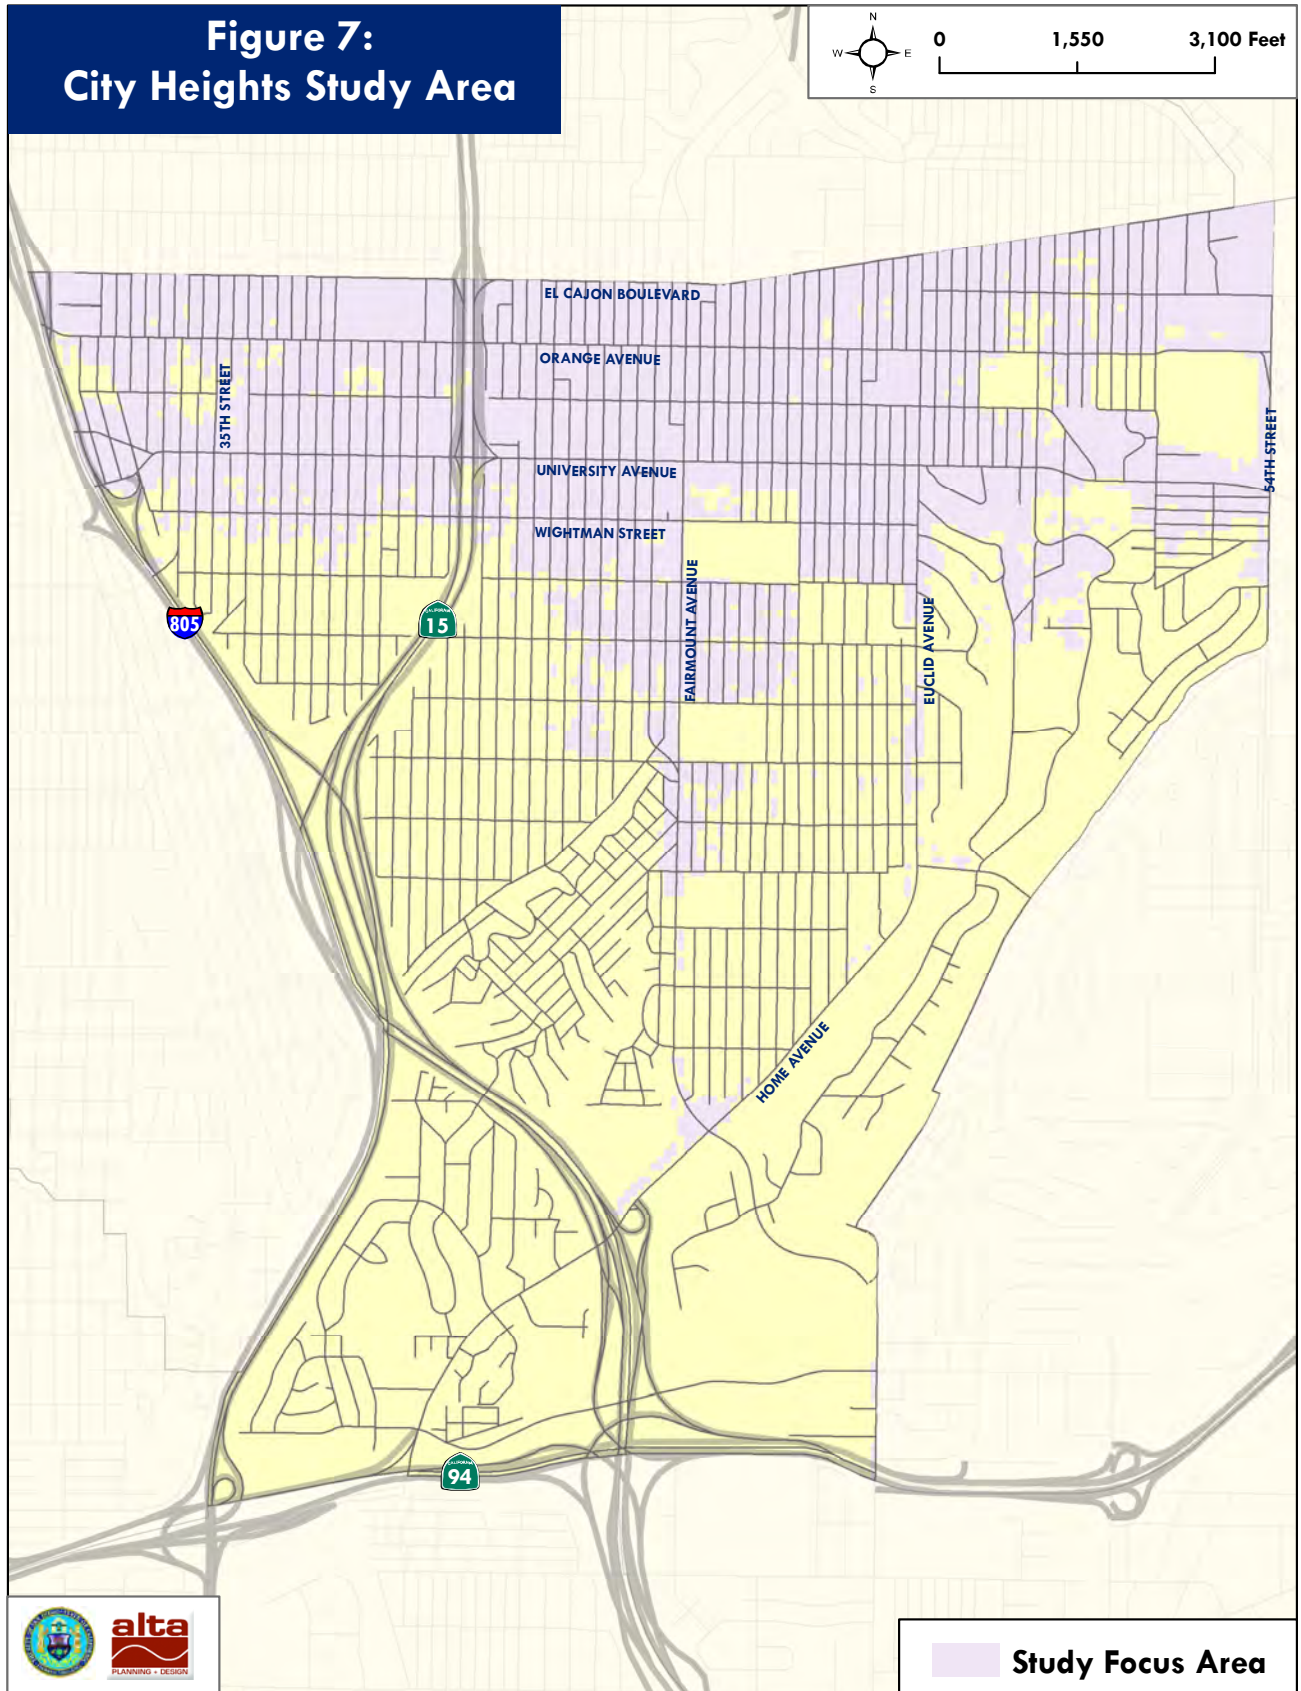 Figure 7:
City Heights Study Area
N
W
E
S
0
1,550
3,100 Feet
EL CAJON BOULEVARD
ORANGE AVENUE
35TH STREET
54TH STREET
UNIVERSITY AVENUE
WIGHTMAN STREET
FAIRMOUNT AVENUE
EUCLID AVENUE
805
CALIFORNIA
15
HOME AVENUE
CALIFORNIA
94
alta
PLANNING + DESIGN
Study Focus Area